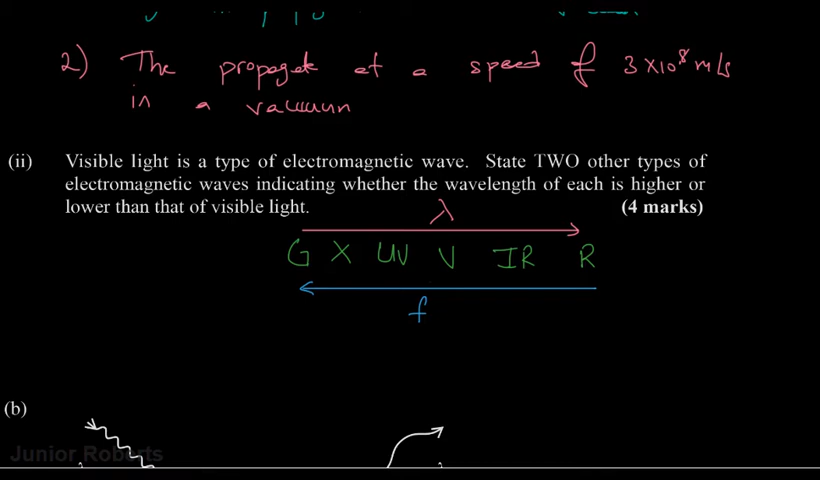 2) The propagate at a speed of 3×10⁸ m/s
in a vacuum
(ii) Visible light is a type of electromagnetic wave. State TWO other types of
electromagnetic waves indicating whether the wavelength of each is higher or
lower than that of visible light. (4 marks)
λ
G X UV V IR R
f
(b)
Junior Roberts